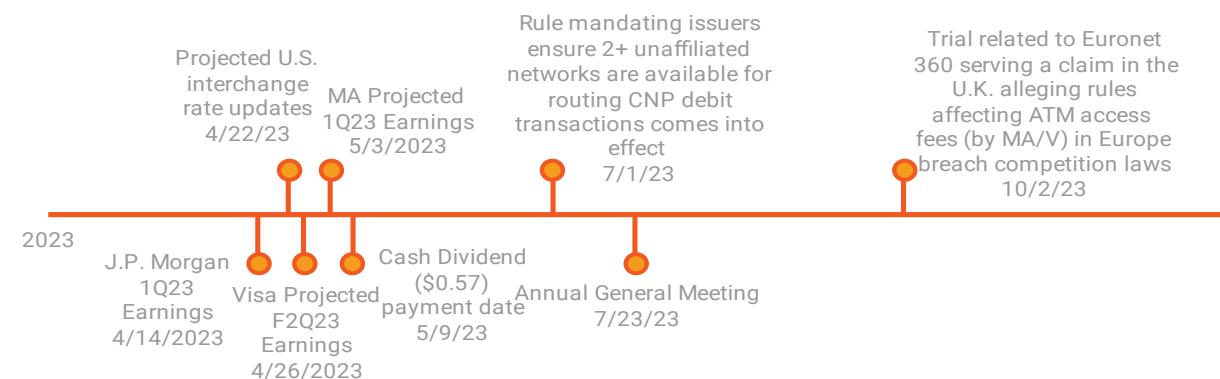 Projected U.S.
interchange
rate updates
4/22/23
MA Projected
1Q23 Earnings
5/3/2023
Rule mandating issuers
ensure 2+ unaffiliated
networks are available for
routing CNP debit
transactions comes into
effect
7/1/23
Trial related to Euronet
360 serving a claim in the
U.K. alleging rules
affecting ATM access
fees (by MA/V) in Europe
breach competition laws
10/2/23
2023
J.P. Morgan
1Q23
Earnings
4/14/2023
Visa Projected
F2Q23
Earnings
4/26/2023
Cash Dividend
($0.57)
payment date
5/9/23
Annual General Meeting
7/23/23